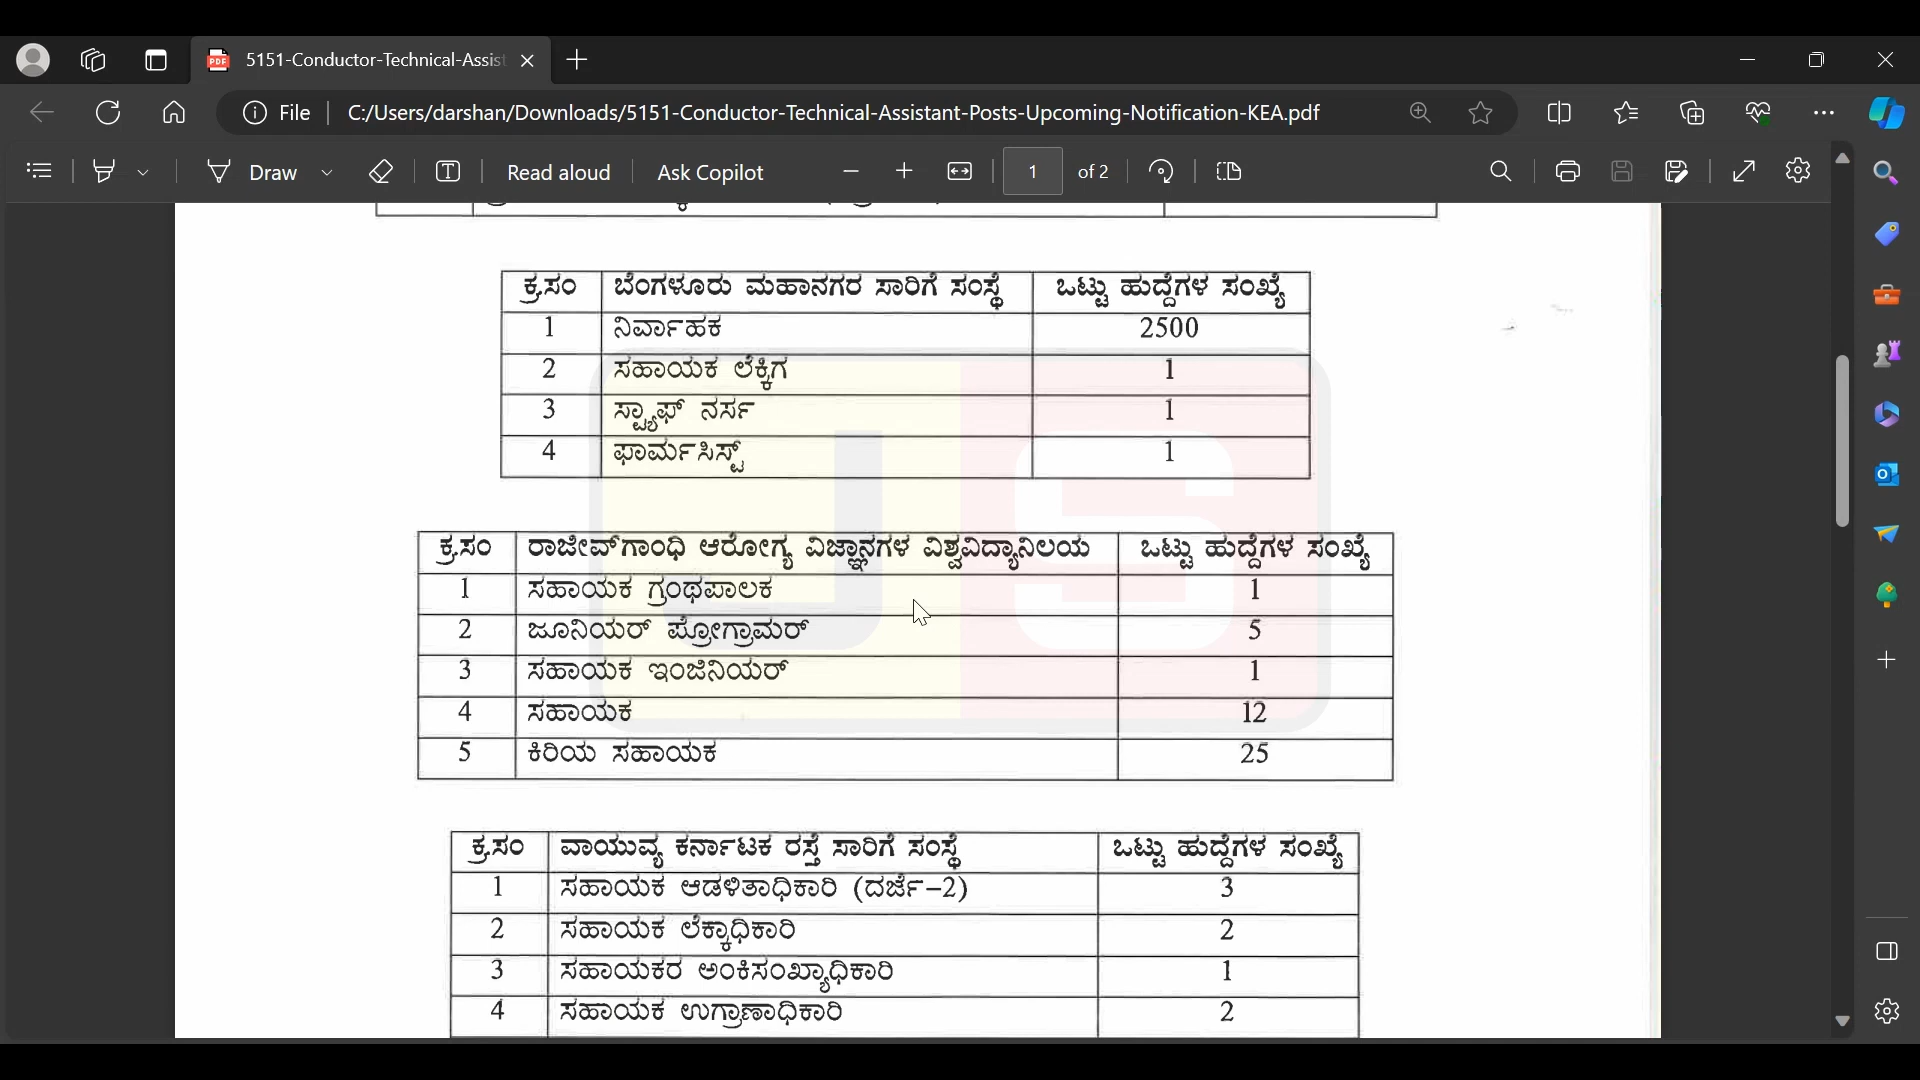 5151-Conductor-Technical-Assist
File C:/Users/darshan/Downloads/5151-Conductor-Technical-Assistant-Posts-Upcoming-Notification-KEA.pdf
Draw Read aloud Ask Copilot 1 of 2
ಕ್ರ.ಸಂ ಬೆಂಗಳೂರು ಮಹಾನಗರ ಸಾರಿಗೆ ಸಂಸ್ಥೆ ಒಟ್ಟು ಹುದ್ದೆಗಳ ಸಂಖ್ಯೆ
1 ನಿರ್ವಾಹಕ 2500
2 ಸಹಾಯಕ ಲೆಕ್ಕಿಗ 1
3 ಸ್ಟ್ಯಾಫ್ ನರ್ಸ 1
4 ಫಾರ್ಮಸಿಸ್ಟ್ 1
ಕ್ರ.ಸಂ ರಾಜೀವ್‌ಗಾಂಧಿ ಆರೋಗ್ಯ ವಿಜ್ಞಾನಗಳ ವಿಶ್ವವಿದ್ಯಾನಿಲಯ ಒಟ್ಟು ಹುದ್ದೆಗಳ ಸಂಖ್ಯೆ
1 ಸಹಾಯಕ ಗ್ರಂಥಪಾಲಕ 1
2 ಜೂನಿಯರ್ ಪ್ರೋಗ್ರಾಮರ್ 5
3 ಸಹಾಯಕ ಇಂಜಿನಿಯರ್ 1
4 ಸಹಾಯಕ 12
5 ಕಿರಿಯ ಸಹಾಯಕ 25
ಕ್ರ.ಸಂ ವಾಯುವ್ಯ ಕರ್ನಾಟಕ ರಸ್ತೆ ಸಾರಿಗೆ ಸಂಸ್ಥೆ ಒಟ್ಟು ಹುದ್ದೆಗಳ ಸಂಖ್ಯೆ
1 ಸಹಾಯಕ ಆಡಳಿತಾಧಿಕಾರಿ (ದರ್ಜೆ-2) 3
2 ಸಹಾಯಕ ಲೆಕ್ಕಾಧಿಕಾರಿ 2
3 ಸಹಾಯಕರ ಅಂಕಿಸಂಖ್ಯಾಧಿಕಾರಿ 1
4 ಸಹಾಯಕ ಉಗ್ರಾಣಾಧಿಕಾರಿ 2
JS